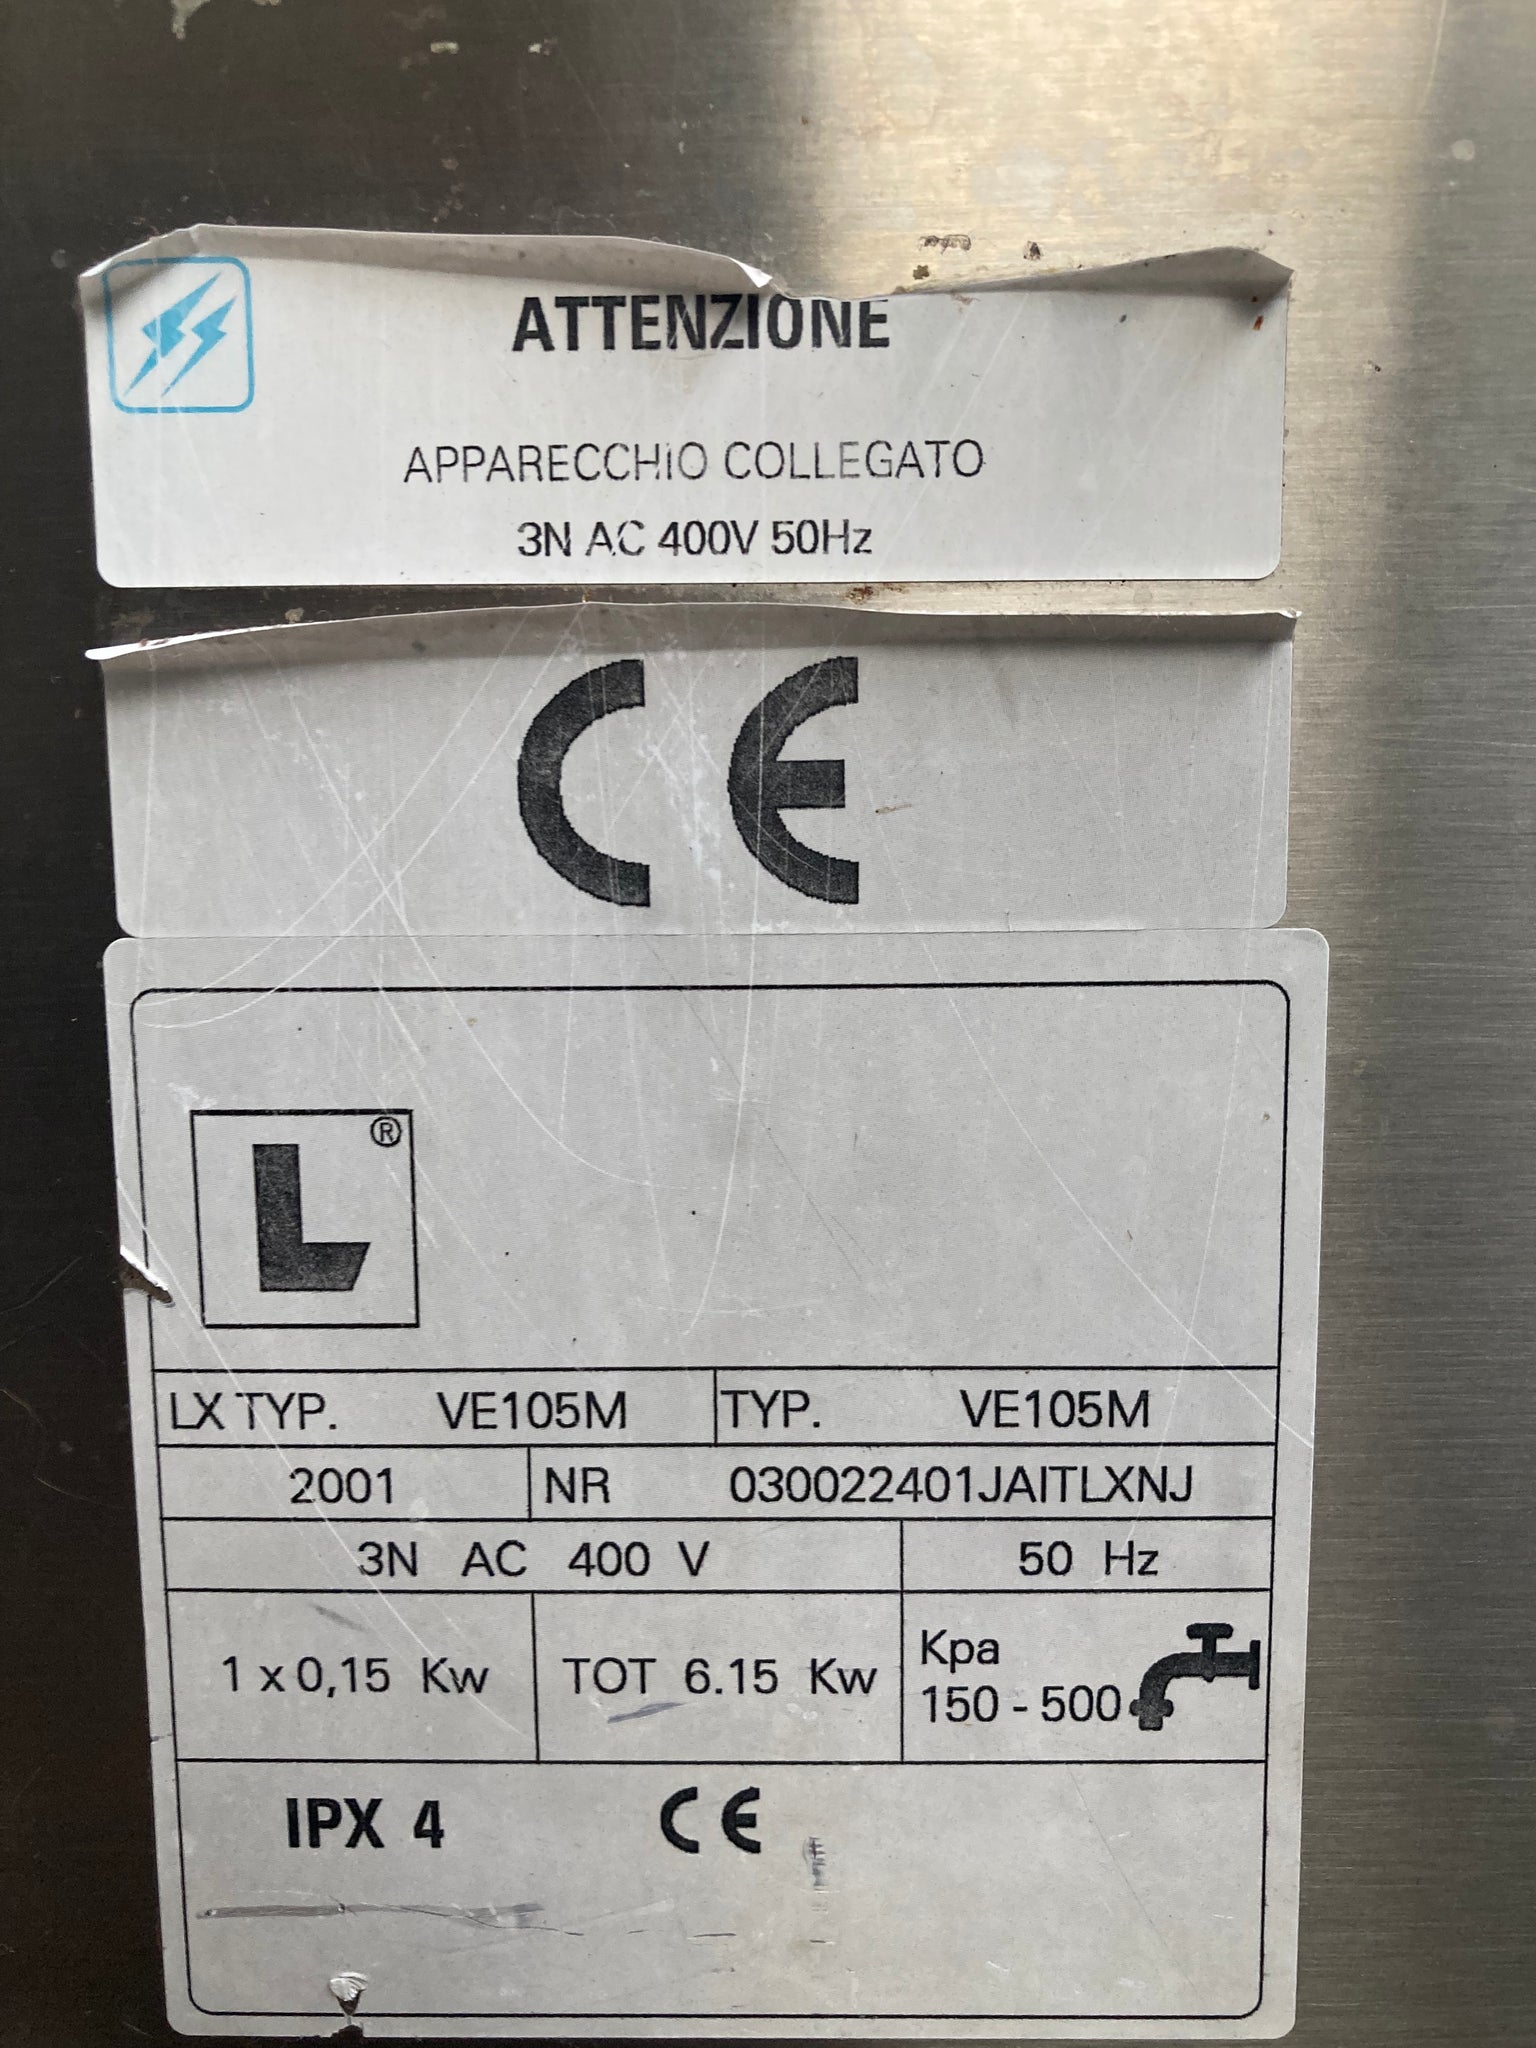 ATTENZIONE
APPARECCHIO COLLEGATO
3N AC 400V 50Hz
CE
L ®
LX TYP. VE105M TYP. VE105M
2001 NR 030022401JAITLXNJ
3N AC 400 V 50 Hz
1 x 0,15 Kw TOT 6.15 Kw Kpa
150 - 500
IPX 4 CE